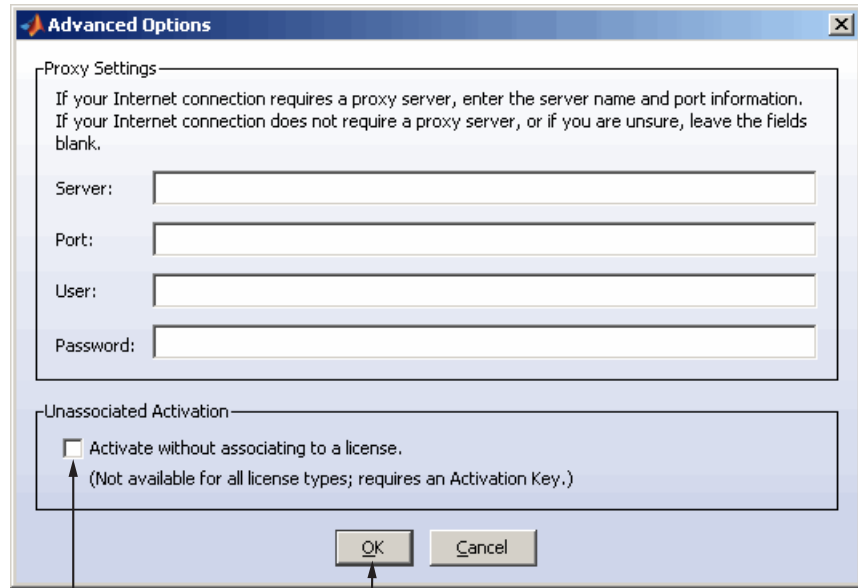 Advanced Options
Proxy Settings
If your Internet connection requires a proxy server, enter the server name and port information.
If your Internet connection does not require a proxy server, or if you are unsure, leave the fields
blank.
Server:
Port:
User:
Password:
Unassociated Activation
Activate without associating to a license.
(Not available for all license types; requires an Activation Key.)
OK
Cancel